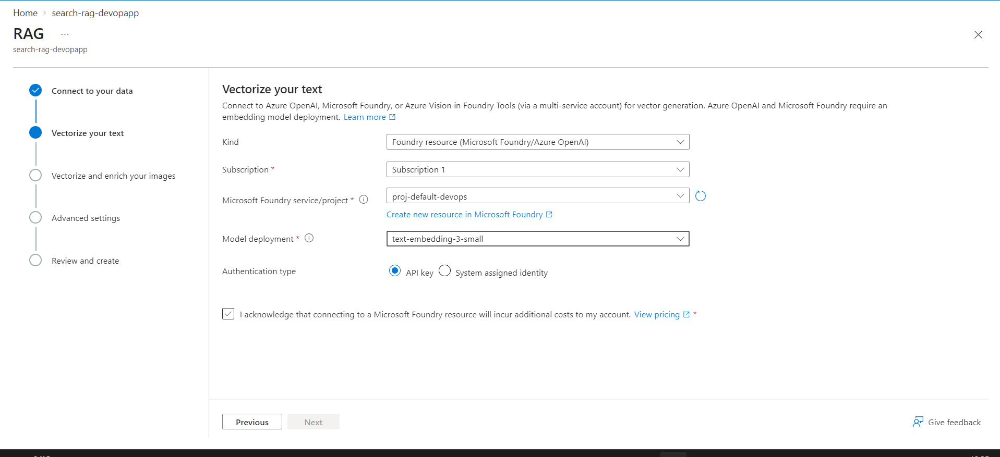 Home > search-rag-devopapp
RAG ...
search-rag-devopapp
Connect to your data
Vectorize your text
Vectorize and enrich your images
Advanced settings
Review and create
Vectorize your text
Connect to Azure OpenAI, Microsoft Foundry, or Azure Vision in Foundry Tools (via a multi-service account) for vector generation. Azure OpenAI and Microsoft Foundry require an
embedding model deployment. Learn more
Kind
Foundry resource (Microsoft Foundry/Azure OpenAI)
Subscription *
Subscription 1
Microsoft Foundry service/project *
proj-default-devops
Create new resource in Microsoft Foundry
Model deployment *
text-embedding-3-small
Authentication type
API key
System assigned identity
I acknowledge that connecting to a Microsoft Foundry resource will incur additional costs to my account. View pricing *
Previous
Next
Give feedback